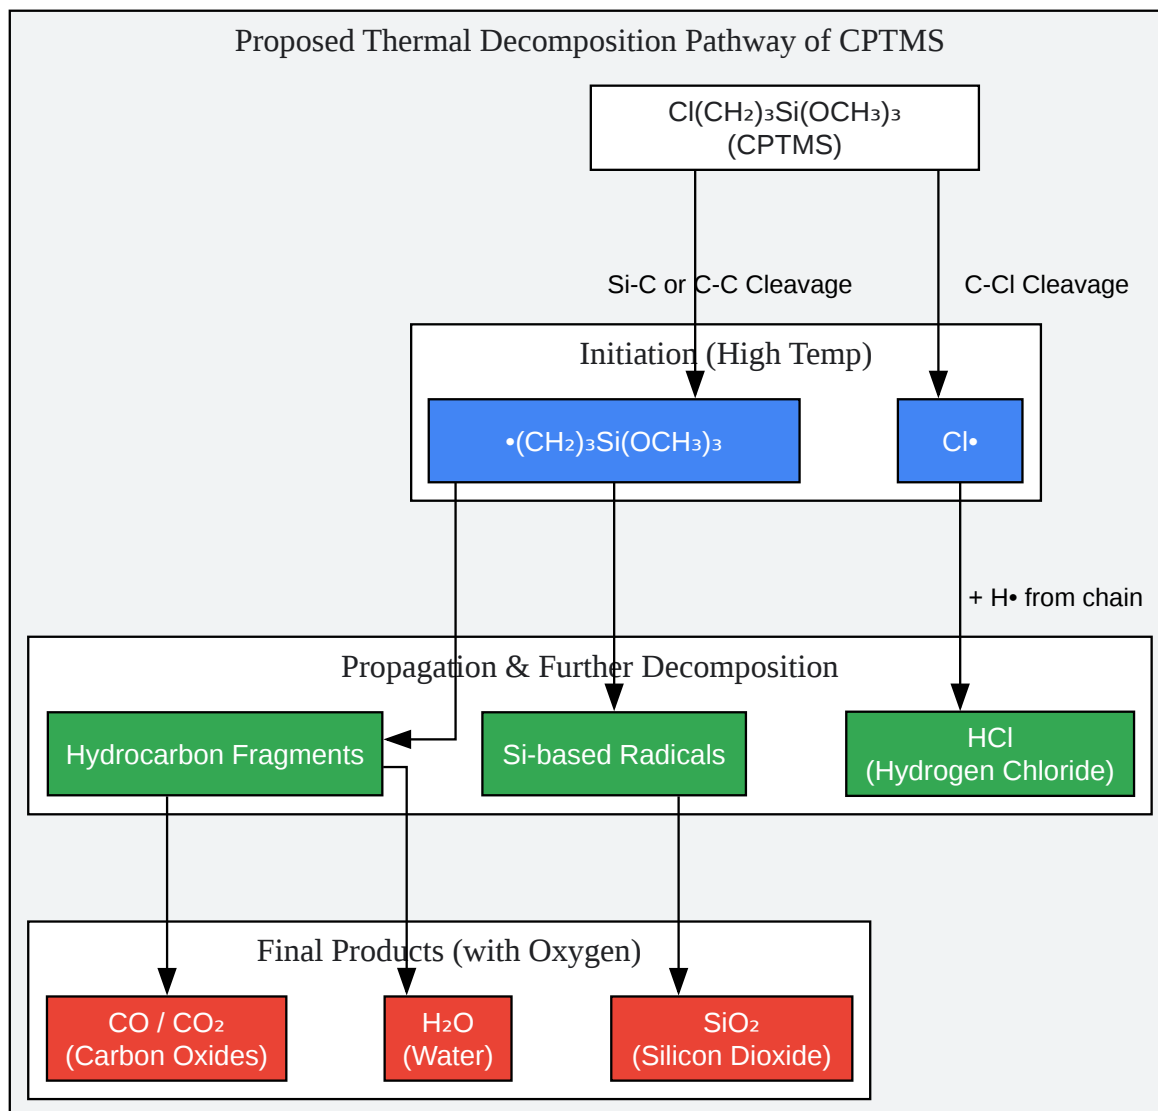 Proposed Thermal Decomposition Pathway of CPTMS
Cl(CH₂)₃Si(OCH₃)₃
(CPTMS)
Si-C or C-C Cleavage
C-Cl Cleavage
Initiation (High Temp)
•(CH₂)₃Si(OCH₃)₃
Cl•
+ H• from chain
Propagation & Further Decomposition
Hydrocarbon Fragments
Si-based Radicals
HCl
(Hydrogen Chloride)
Final Products (with Oxygen)
CO / CO₂
(Carbon Oxides)
H₂O
(Water)
SiO₂
(Silicon Dioxide)